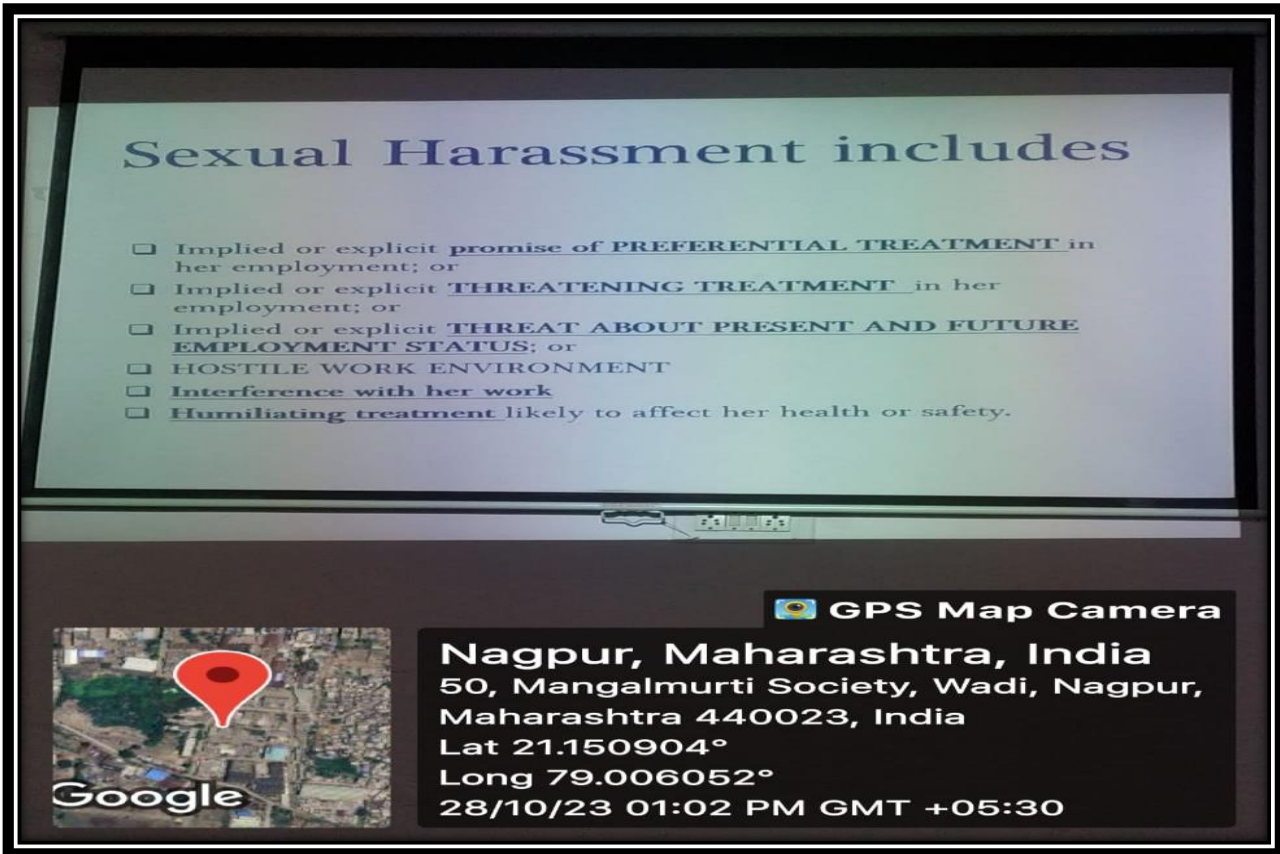 Sexual Harassment includes
❑ Implied or explicit promise of PREFERENTIAL TREATMENT in
her employment; or
❑ Implied or explicit THREATENING TREATMENT in her
employment; or
❑ Implied or explicit THREAT ABOUT PRESENT AND FUTURE
EMPLOYMENT STATUS; or
❑ HOSTILE WORK ENVIRONMENT
❑ Interference with her work
❑ Humiliating treatment likely to affect her health or safety.
GPS Map Camera
Nagpur, Maharashtra, India
50, Mangalmurti Society, Wadi, Nagpur,
Maharashtra 440023, India
Lat 21.150904°
Long 79.006052°
28/10/23 01:02 PM GMT +05:30
Google